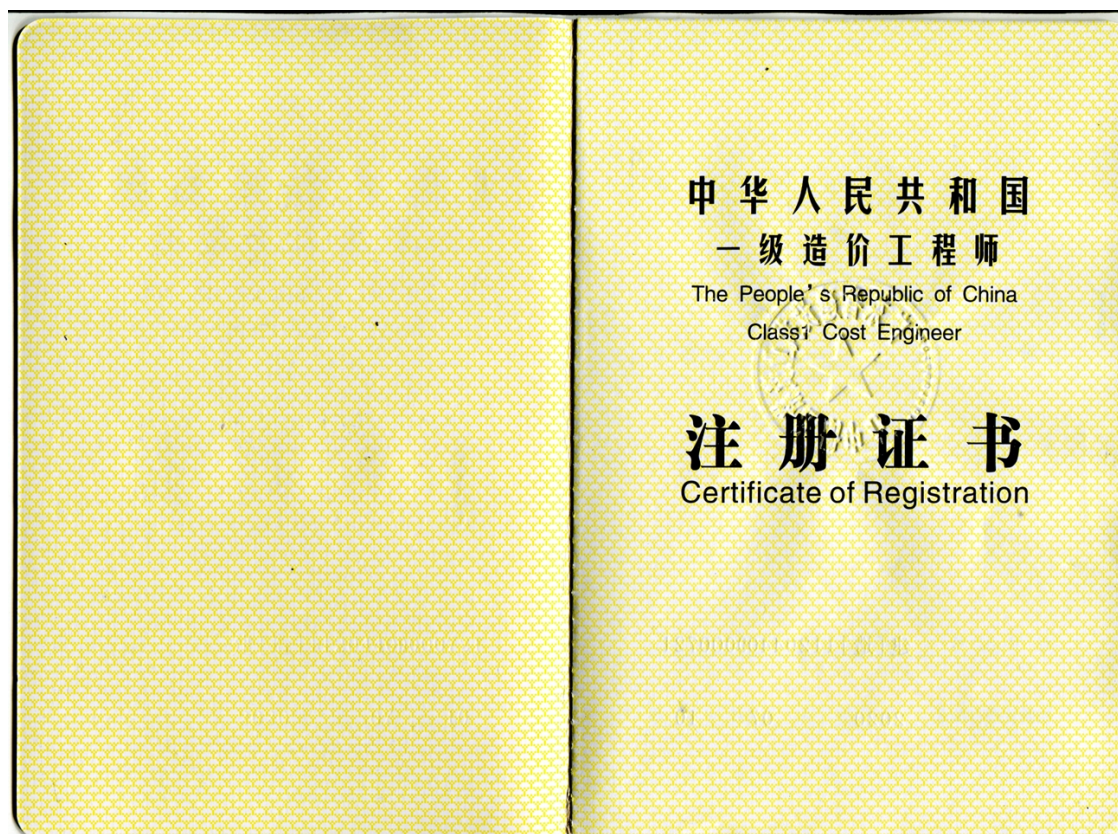 中华人民共和国
一级造价工程师
The People's Republic of China
Class1 Cost Engineer
注册证书
Certificate of Registration